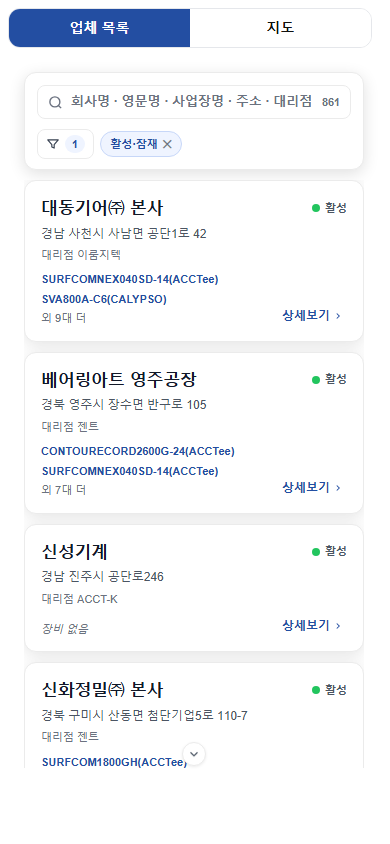 업체 목록
지도
회사명 · 영문명 · 사업장명 · 주소 · 대리점 861
1
활성·잠재
대동기어㈜ 본사
활성
경남 사천시 사남면 공단1로 42
대리점 이룸지텍
SURFCOMNEX040SD-14(ACCTee)
SVA800A-C6(CALYPSO)
외 9대 더
상세보기 ›
베어링아트 영주공장
활성
경북 영주시 장수면 반구로 105
대리점 젠트
CONTOURECORD2600G-24(ACCTee)
SURFCOMNEX040SD-14(ACCTee)
외 7대 더
상세보기 ›
신성기계
활성
경남 진주시 공단로246
대리점 ACCT-K
장비 없음
상세보기 ›
신화정밀㈜ 본사
활성
경북 구미시 산동면 첨단기업5로 110-7
대리점 젠트
SURFCOM1800GH(ACCTee)